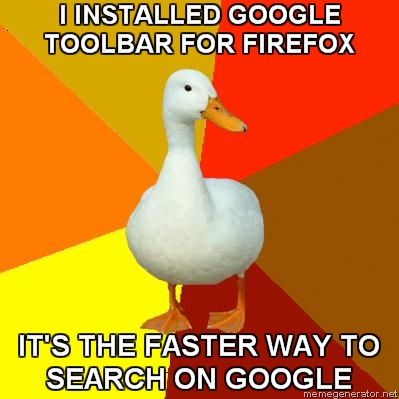 I INSTALLED GOOGLE
TOOLBAR FOR FIREFOX
IT'S THE FASTER WAY TO
SEARCH ON GOOGLE
memegenerator.net